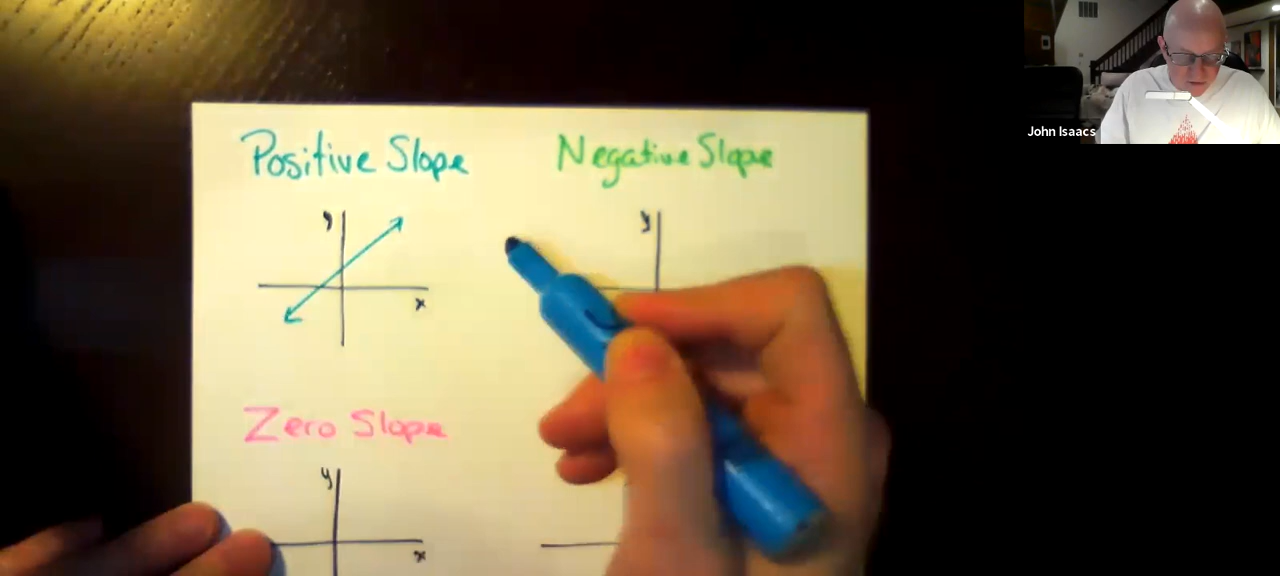 John Isaacs
Positive Slope
Negative Slope
y
x
y
Zero Slope
y
x